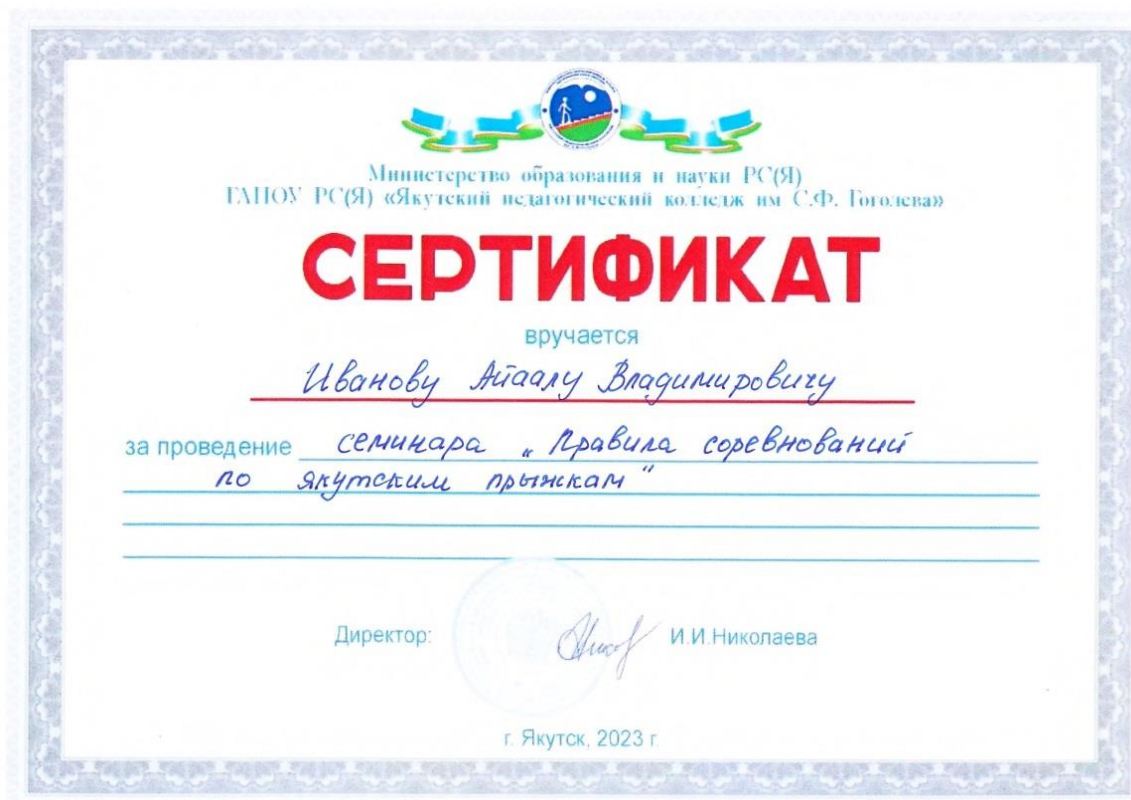 Министерство образования и науки РС(Я)
ГАПОУ РС(Я) «Якутский педагогический колледж им С.Ф. Гоголева»
СЕРТИФИКАТ
вручается
Иванову Айаалу Владимировичу
за проведение семинара „Правила соревнований
по якутским прыжкам“
Директор: И.И.Николаева
г. Якутск, 2023 г.